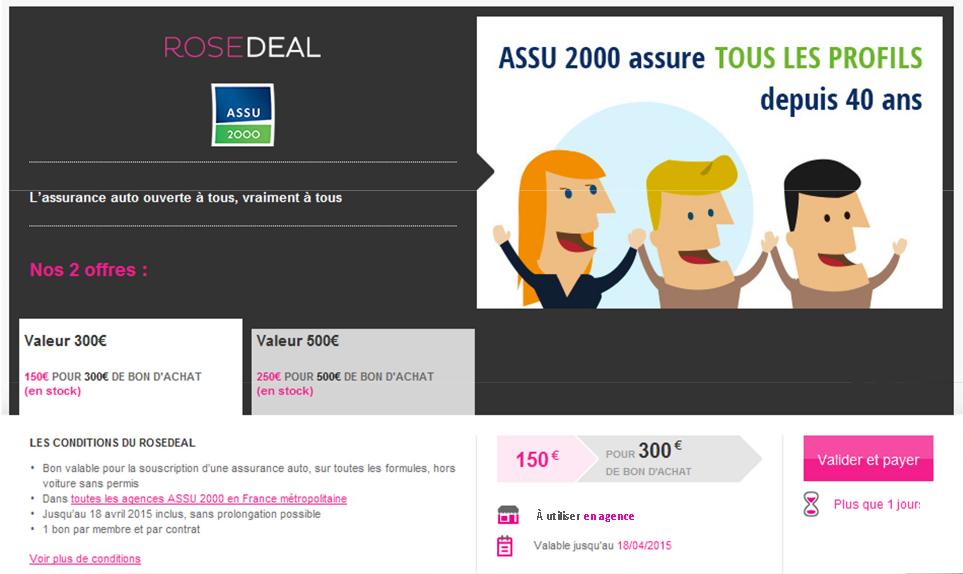 ROSEDEAL
ASSU
2000
L'assurance auto ouverte à tous, vraiment à tous
Nos 2 offres :
ASSU 2000 assure TOUS LES PROFILS
depuis 40 ans
Valeur 300€
150€ POUR 300€ DE BON D'ACHAT
(en stock)
Valeur 500€
250€ POUR 500€ DE BON D'ACHAT
(en stock)
LES CONDITIONS DU ROSEDEAL
• Bon valable pour la souscription d'une assurance auto, sur toutes les formules, hors
voiture sans permis
• Dans toutes les agences ASSU 2000 en France métropolitaine
• Jusqu'au 18 avril 2015 inclus, sans prolongation possible
• 1 bon par membre et par contrat
Voir plus de conditions
150 €
POUR 300 €
DE BON D'ACHAT
À utiliser en agence
Valable jusqu'au 18/04/2015
Valider et payer
Plus que 1 jour